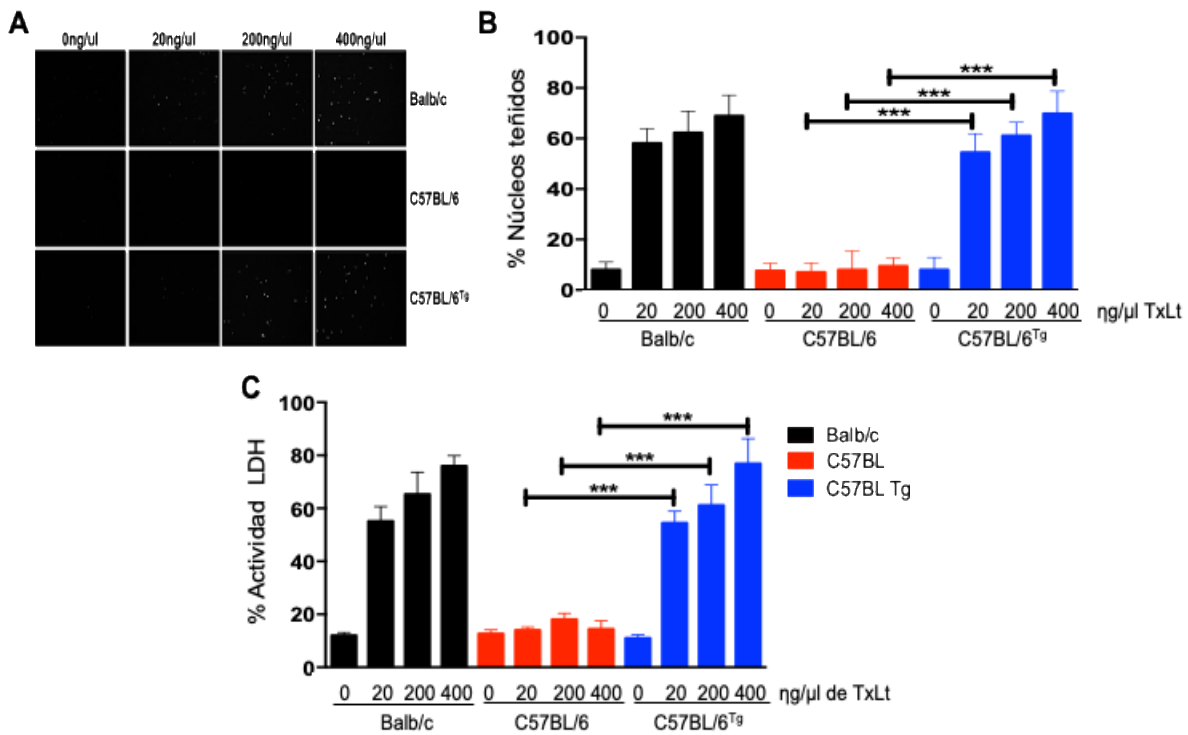 A
0ng/ul 20ng/ul 200ng/ul 400ng/ul
Balb/c
C57BL/6
C57BL/6Tg
B
% Núcleos teñidos
100
80
60
40
20
0
***
***
***
0 20 200 400 0 20 200 400 0 20 200 400 ηg/µl TxLt
Balb/c C57BL/6 C57BL/6Tg
C
% Actividad LDH
100
80
60
40
20
0
***
***
***
0 20 200 400 0 20 200 400 0 20 200 400 ηg/µl de TxLt
Balb/c C57BL/6 C57BL/6Tg
Balb/c
C57BL
C57BL Tg